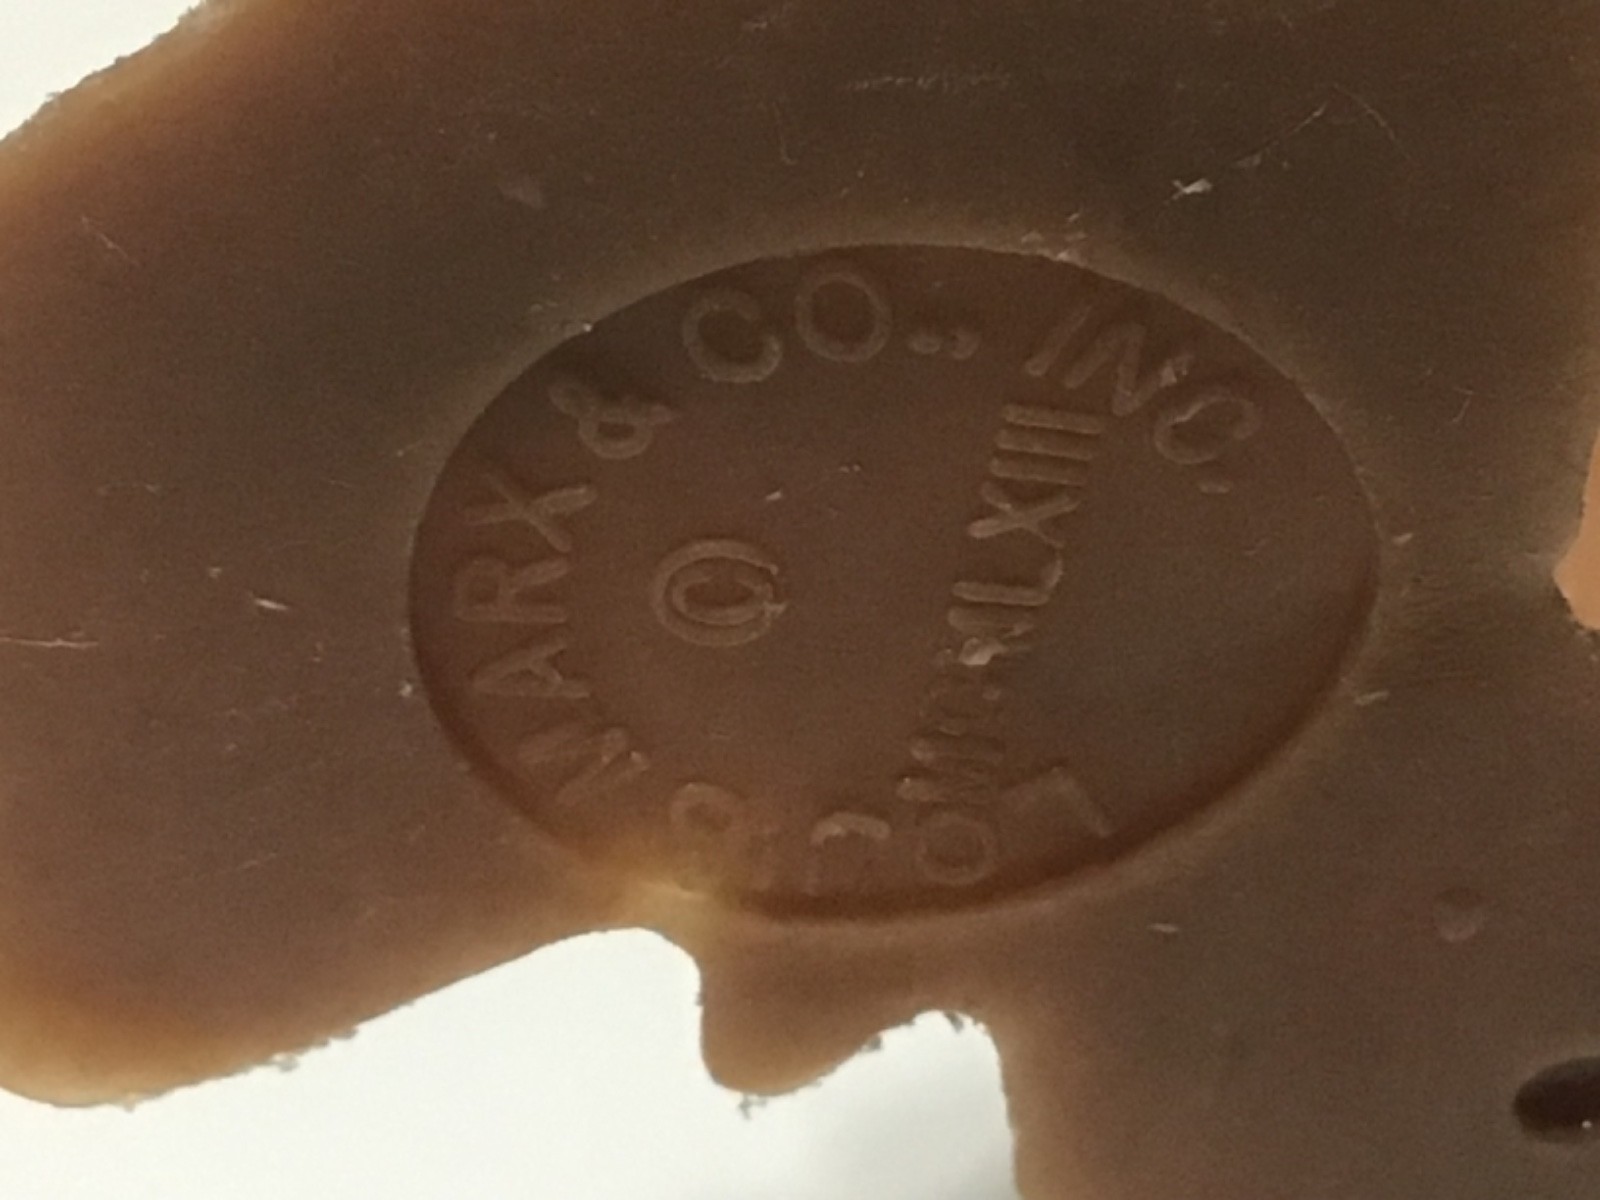 LOUIS MARX & CO., INC.
©
MCMLXIII